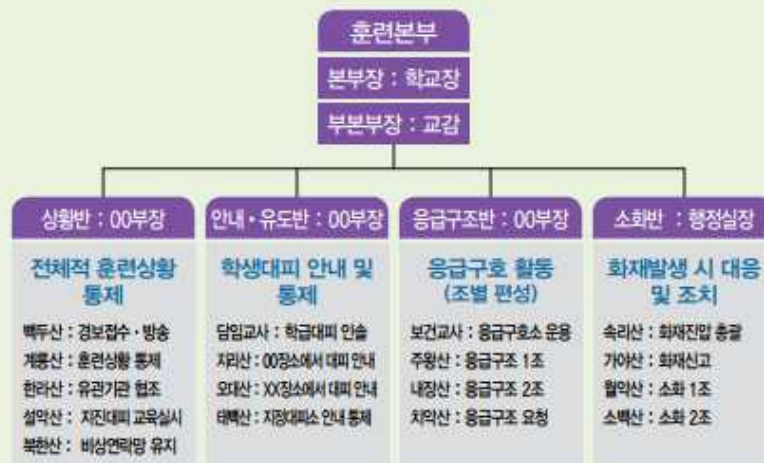 훈련본부
본부장 : 학교장
부본부장 : 교감
상황반 : 00부장
전체적 훈련상황
통제
백두산 : 경보접수·방송
계룡산 : 훈련상황 통제
한라산 : 유관기관 협조
설악산 : 지진대피 교육실시
북한산 : 비상연락망 유지
안내·유도반 : 00부장
학생대피 안내 및
통제
담임교사 : 학급대피 인솔
지리산 : 00장소에서 대피 안내
오대산 : XX장소에서 대피 안내
태백산 : 지정대피소 안내 통제
응급구조반 : 00부장
응급구호 활동
(조별 편성)
보건교사 : 응급구호소 운용
주왕산 : 응급구조 1조
내장산 : 응급구조 2조
치악산 : 응급구조 요청
소화반 : 행정실장
화재발생 시 대응
및 조치
속리산 : 화재진압 총괄
가야산 : 화재신고
월악산 : 소화 1조
소백산 : 소화 2조